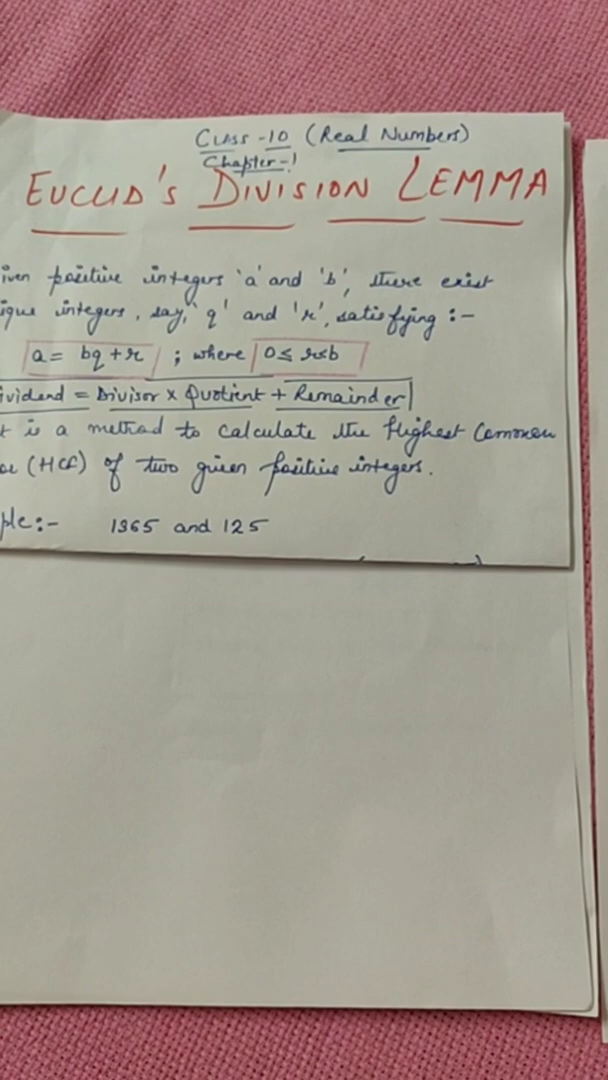 CLASS -10 (Real Numbers)
Chapter-1
EUCLID'S DIVISION LEMMA
iven positive integers 'a' and 'b', there exist
ique integers, say, 'q' and 'r', satisfying :-
a = bq + r ; where 0 ≤ r ≤ b
ividend = Divisor × Quotient + Remainder
t is a method to calculate the Highest Common
(HCF) of two given positive integers.
ple:- 1365 and 125